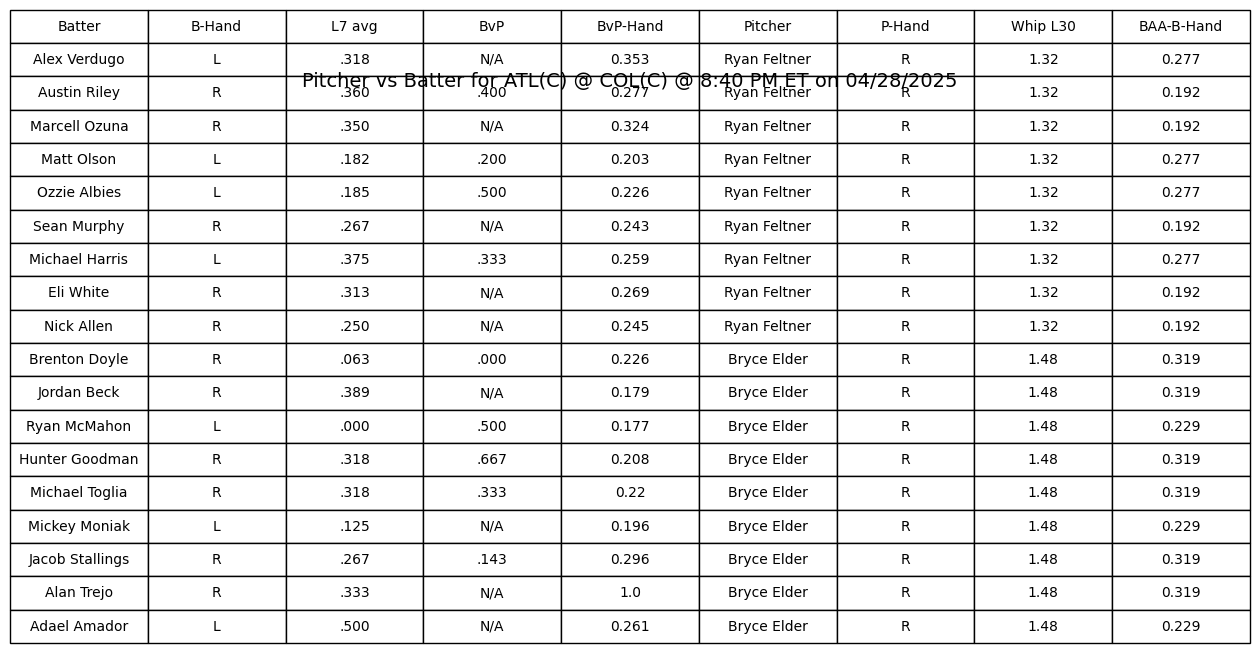 Batter B-Hand L7 avg BvP BvP-Hand Pitcher P-Hand Whip L30 BAA-B-Hand
Alex Verdugo L .318 N/A 0.353 Ryan Feltner R 1.32 0.277
Pitcher vs Batter for ATL(C) @ COL(C) @ 8:40 PM ET on 04/28/2025
Austin Riley R .360 .400 0.277 Ryan Feltner R 1.32 0.192
Marcell Ozuna R .350 N/A 0.324 Ryan Feltner R 1.32 0.192
Matt Olson L .182 .200 0.203 Ryan Feltner R 1.32 0.277
Ozzie Albies L .185 .500 0.226 Ryan Feltner R 1.32 0.277
Sean Murphy R .267 N/A 0.243 Ryan Feltner R 1.32 0.192
Michael Harris L .375 .333 0.259 Ryan Feltner R 1.32 0.277
Eli White R .313 N/A 0.269 Ryan Feltner R 1.32 0.192
Nick Allen R .250 N/A 0.245 Ryan Feltner R 1.32 0.192
Brenton Doyle R .063 .000 0.226 Bryce Elder R 1.48 0.319
Jordan Beck R .389 N/A 0.179 Bryce Elder R 1.48 0.319
Ryan McMahon L .000 .500 0.177 Bryce Elder R 1.48 0.229
Hunter Goodman R .318 .667 0.208 Bryce Elder R 1.48 0.319
Michael Toglia R .318 .333 0.22 Bryce Elder R 1.48 0.319
Mickey Moniak L .125 N/A 0.196 Bryce Elder R 1.48 0.229
Jacob Stallings R .267 .143 0.296 Bryce Elder R 1.48 0.319
Alan Trejo R .333 N/A 1.0 Bryce Elder R 1.48 0.319
Adael Amador L .500 N/A 0.261 Bryce Elder R 1.48 0.229